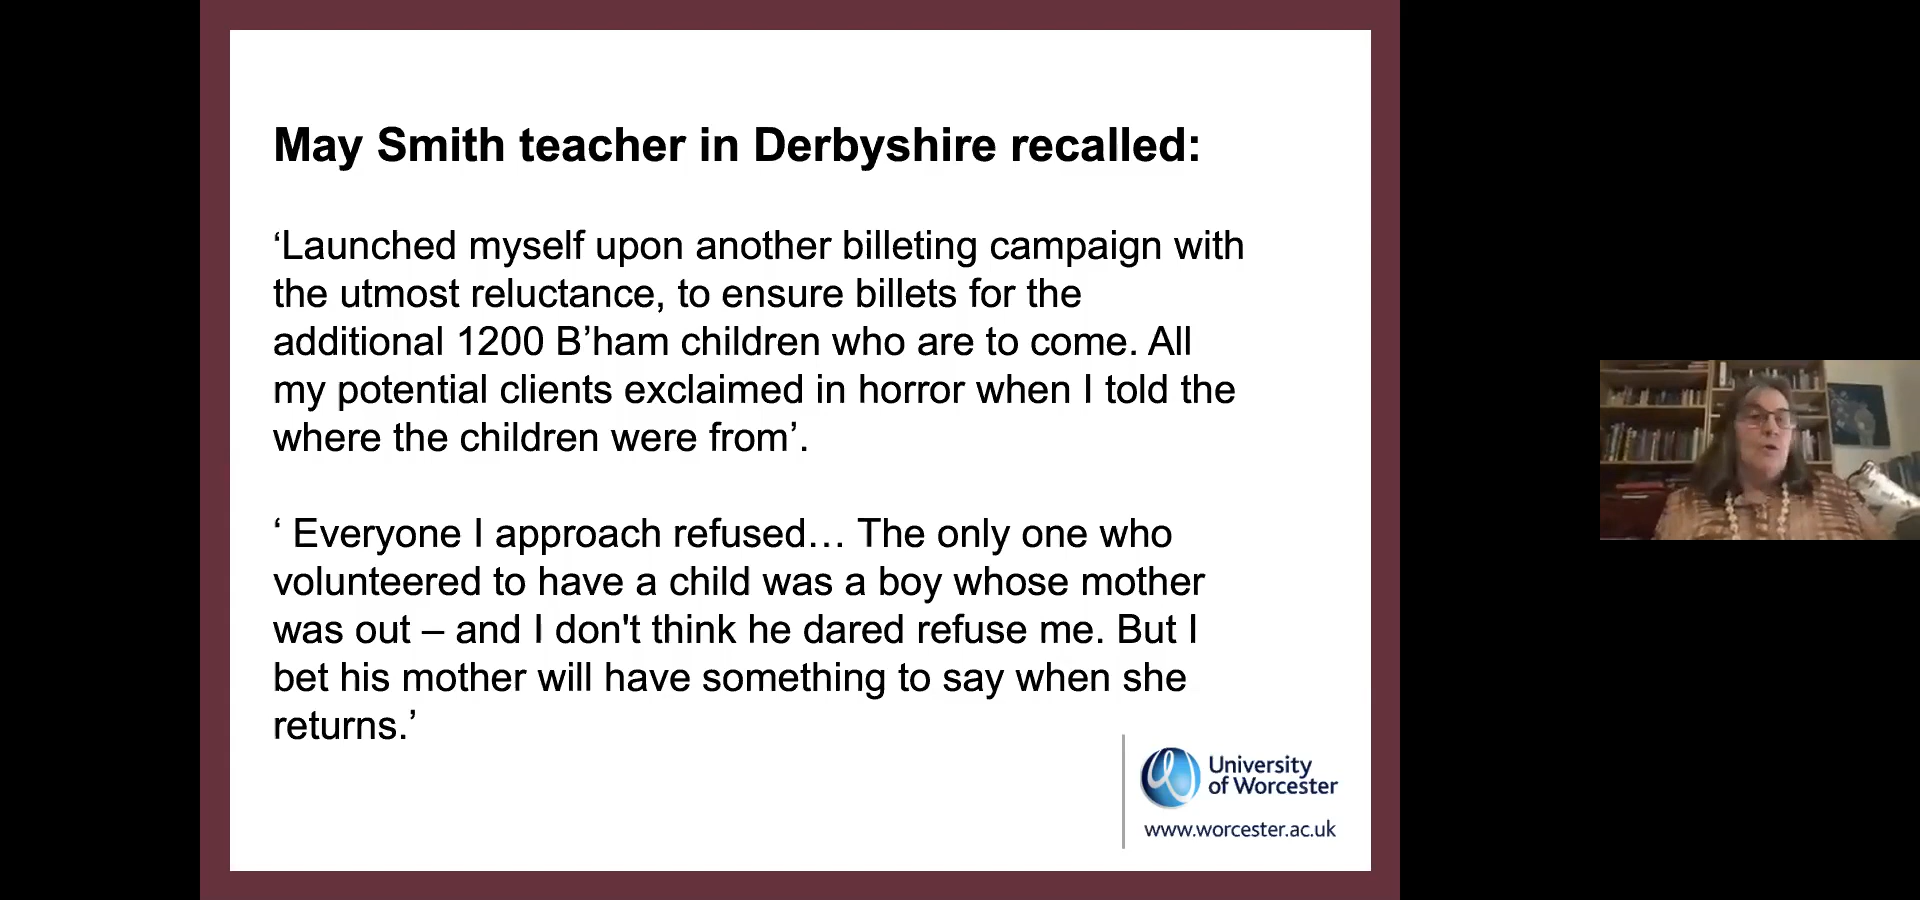 May Smith teacher in Derbyshire recalled:
‘Launched myself upon another billeting campaign with
the utmost reluctance, to ensure billets for the
additional 1200 B’ham children who are to come. All
my potential clients exclaimed in horror when I told the
where the children were from’.
‘ Everyone I approach refused… The only one who
volunteered to have a child was a boy whose mother
was out – and I don't think he dared refuse me. But I
bet his mother will have something to say when she
returns.’
University
of Worcester
www.worcester.ac.uk